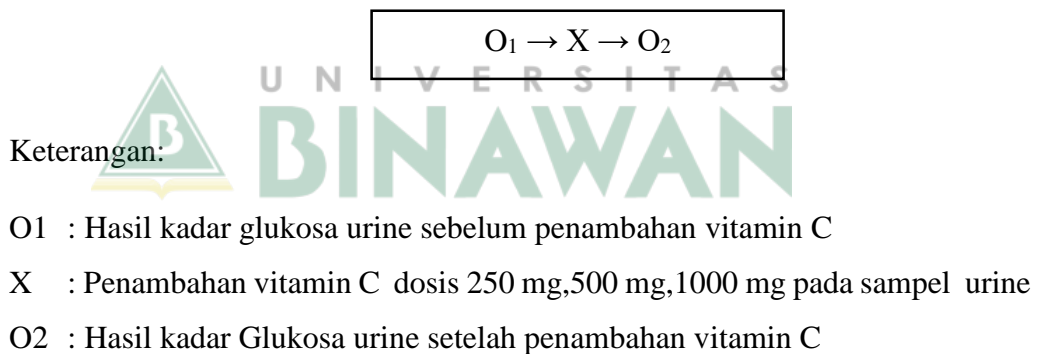 O₁ → X → O₂
UNIVERSITAS
B
BINAWAN
Keterangan:
O1 : Hasil kadar glukosa urine sebelum penambahan vitamin C
X : Penambahan vitamin C dosis 250 mg,500 mg,1000 mg pada sampel urine
O2 : Hasil kadar Glukosa urine setelah penambahan vitamin C